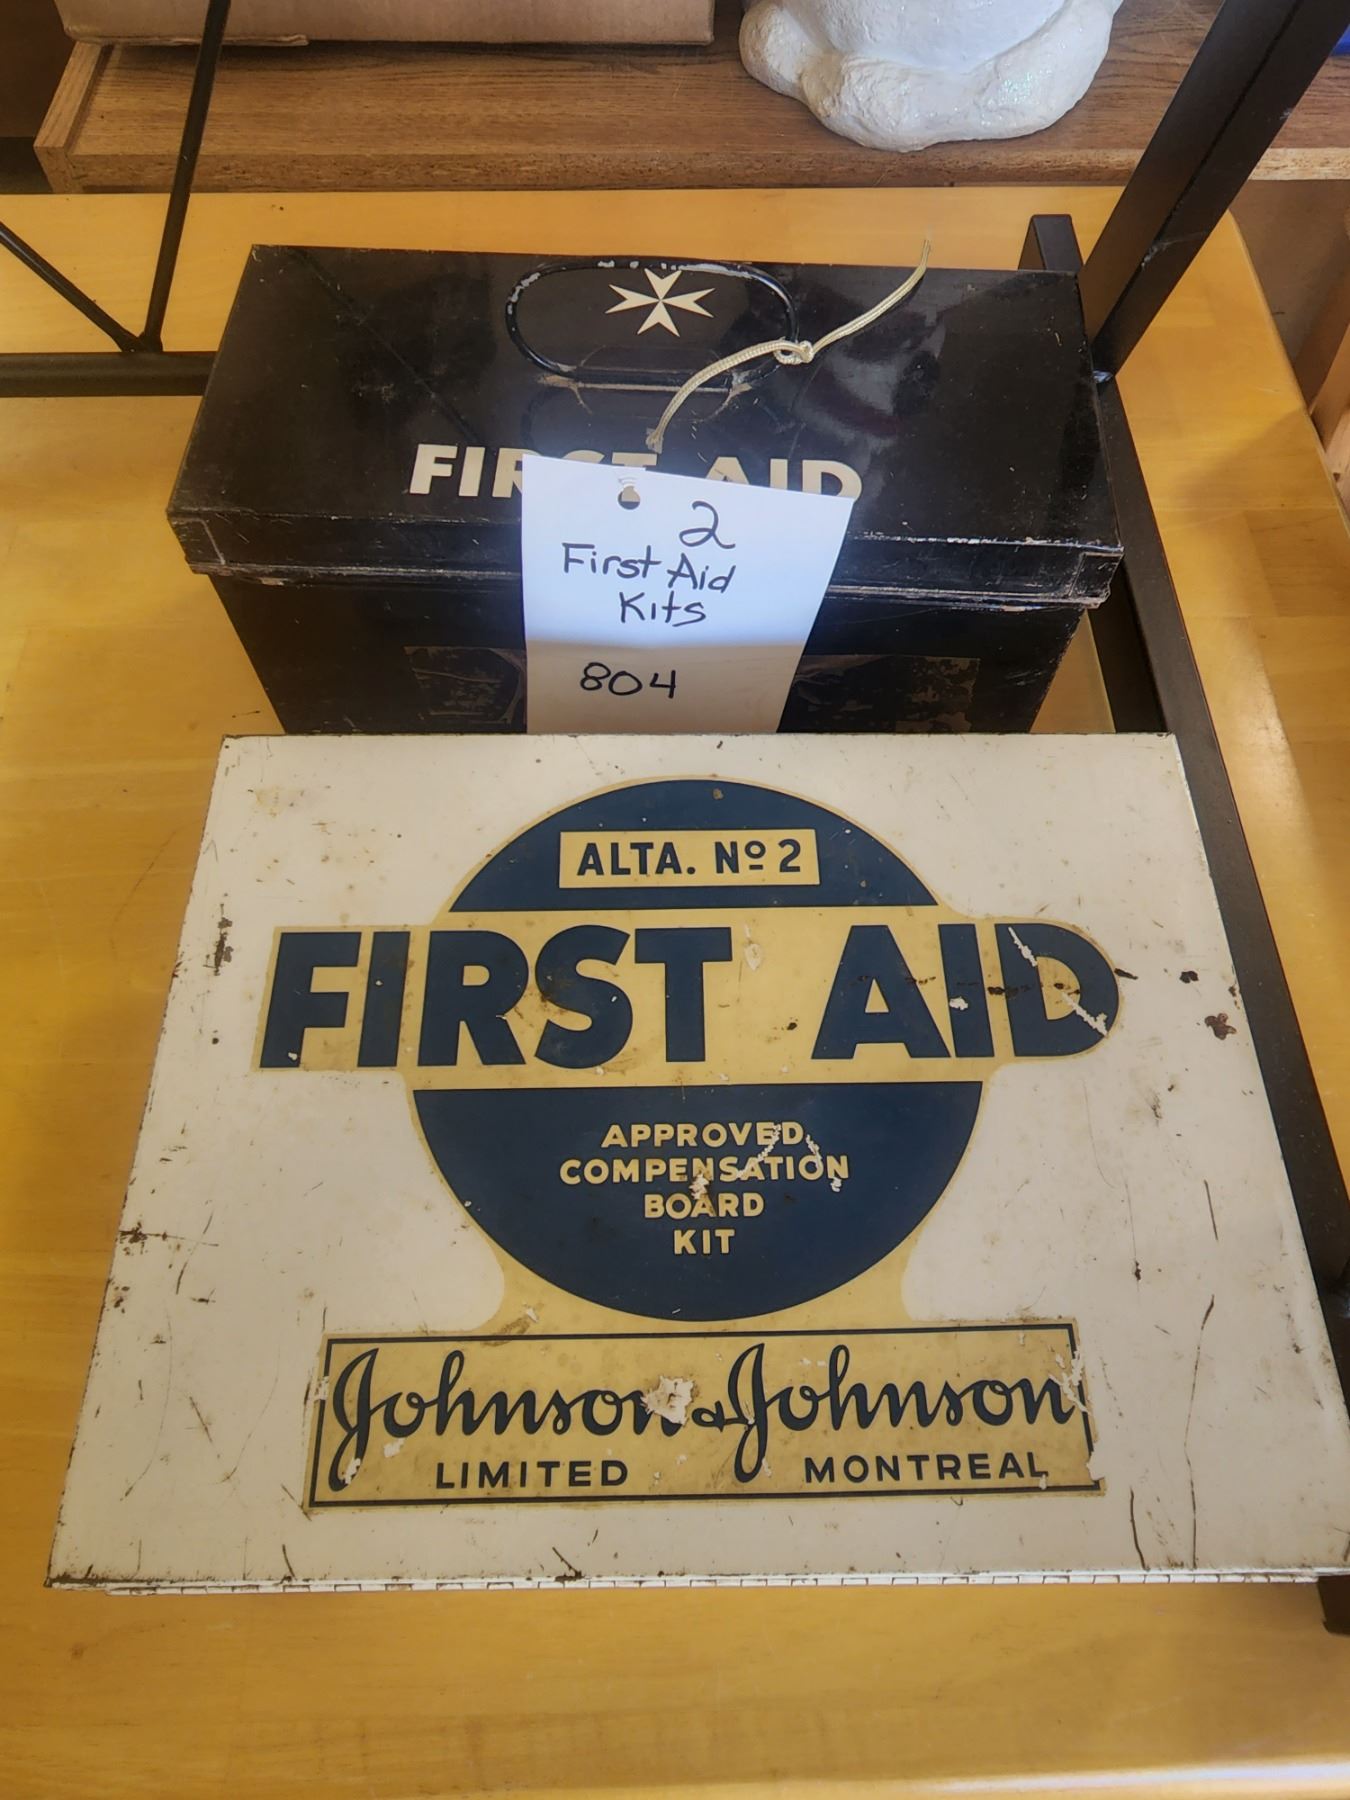 FIRST AID
2
First Aid
Kits
804
ALTA. Nº 2
FIRST AID
APPROVED
COMPENSATION
BOARD
KIT
Johnson & Johnson
LIMITED MONTREAL